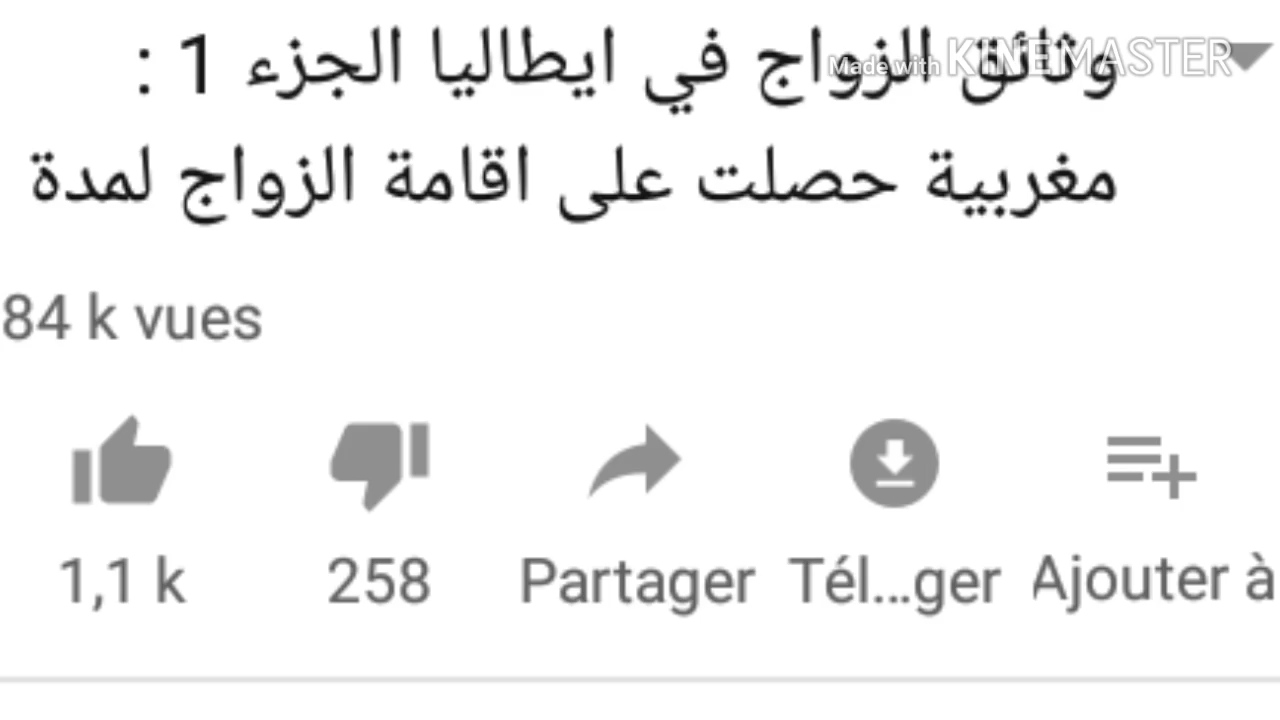 وثائق الزواج في ايطاليا الجزء 1 :
Made with KINEMASTER
مغربية حصلت على اقامة الزواج لمدة
84 k vues
1,1 k
258
Partager
Tél...ger
Ajouter à